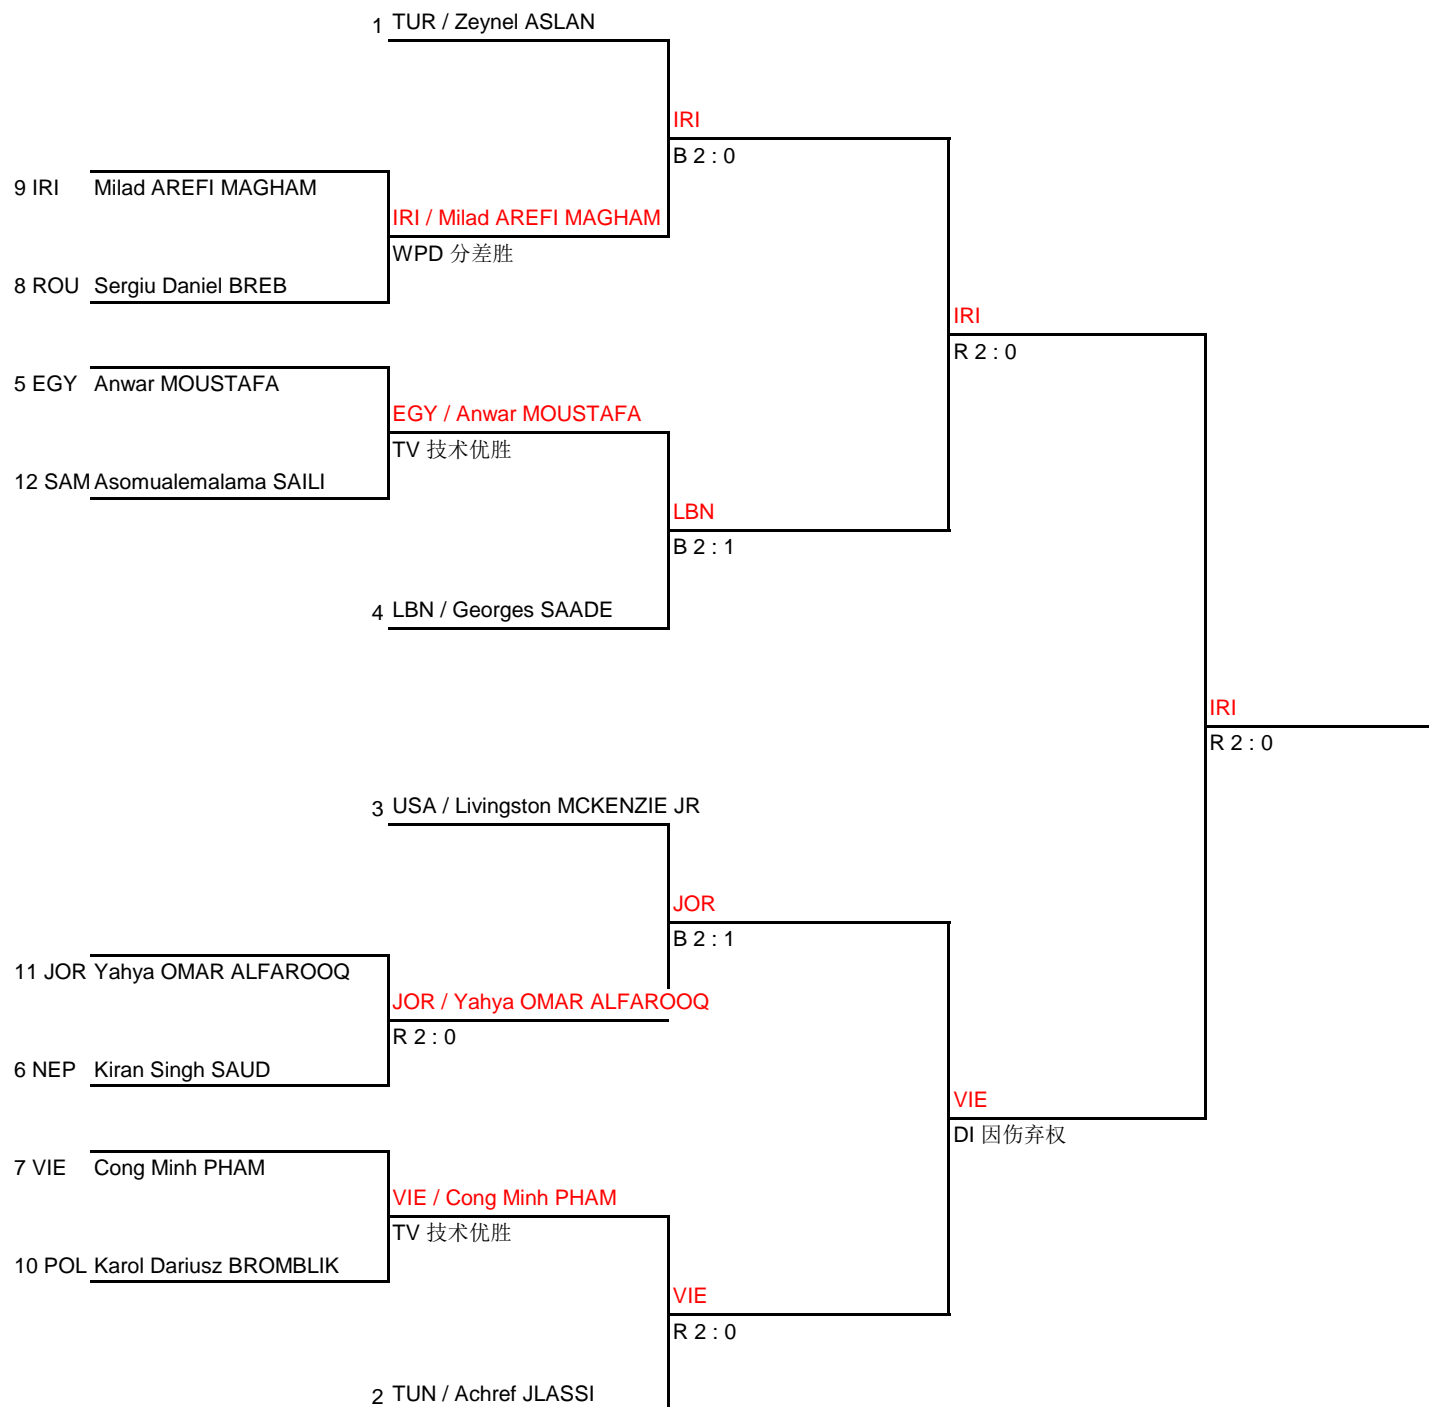 1 TUR / Zeynel ASLAN
IRI
B 2 : 0
9 IRI Milad AREFI MAGHAM
IRI / Milad AREFI MAGHAM
WPD 分差胜
8 ROU Sergiu Daniel BREB
IRI
R 2 : 0
5 EGY Anwar MOUSTAFA
EGY / Anwar MOUSTAFA
TV 技术优胜
12 SAM Asomualemalama SAILI
LBN
B 2 : 1
4 LBN / Georges SAADE
IRI
R 2 : 0
3 USA / Livingston MCKENZIE JR
JOR
B 2 : 1
11 JOR Yahya OMAR ALFAROOQ
JOR / Yahya OMAR ALFAROOQ
R 2 : 0
6 NEP Kiran Singh SAUD
VIE
DI 因伤弃权
7 VIE Cong Minh PHAM
VIE / Cong Minh PHAM
TV 技术优胜
10 POL Karol Dariusz BROMBLIK
VIE
R 2 : 0
2 TUN / Achref JLASSI